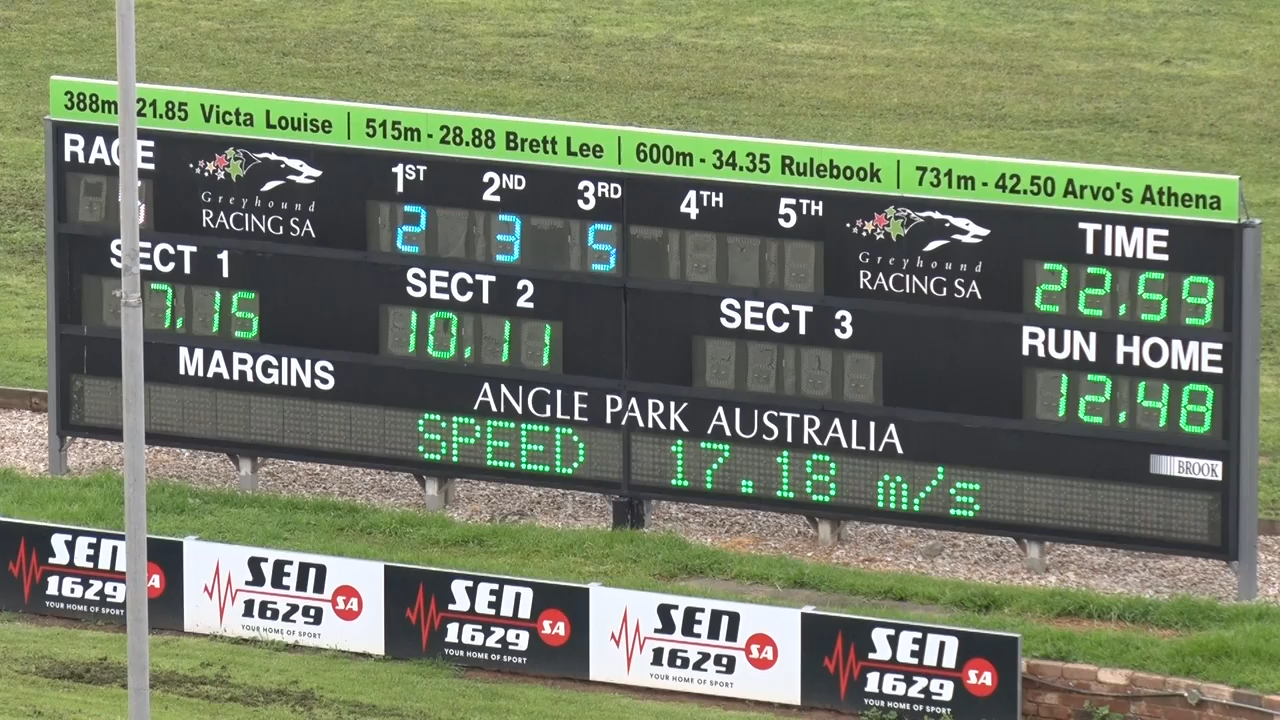 388m 21.85 Victa Louise | 515m - 28.88 Brett Lee | 600m - 34.35 Rulebook | 731m - 42.50 Arvo's Athena
RACE
Greyhound
RACING SA
1ST 2ND 3RD 4TH 5TH
2 3 5
Greyhound
RACING SA
TIME
22.59
SECT 1
7.15
SECT 2
10.11
SECT 3
RUN HOME
12.48
MARGINS
ANGLE PARK AUSTRALIA
SPEED 17.18 m/s
BROOK
SEN
1629 SA
YOUR HOME OF SPORT
SEN
1629 SA
YOUR HOME OF SPORT
SEN
1629 SA
YOUR HOME OF SPORT
SEN
1629 SA
YOUR HOME OF SPORT
SEN
1629 SA
YOUR HOME OF SPORT